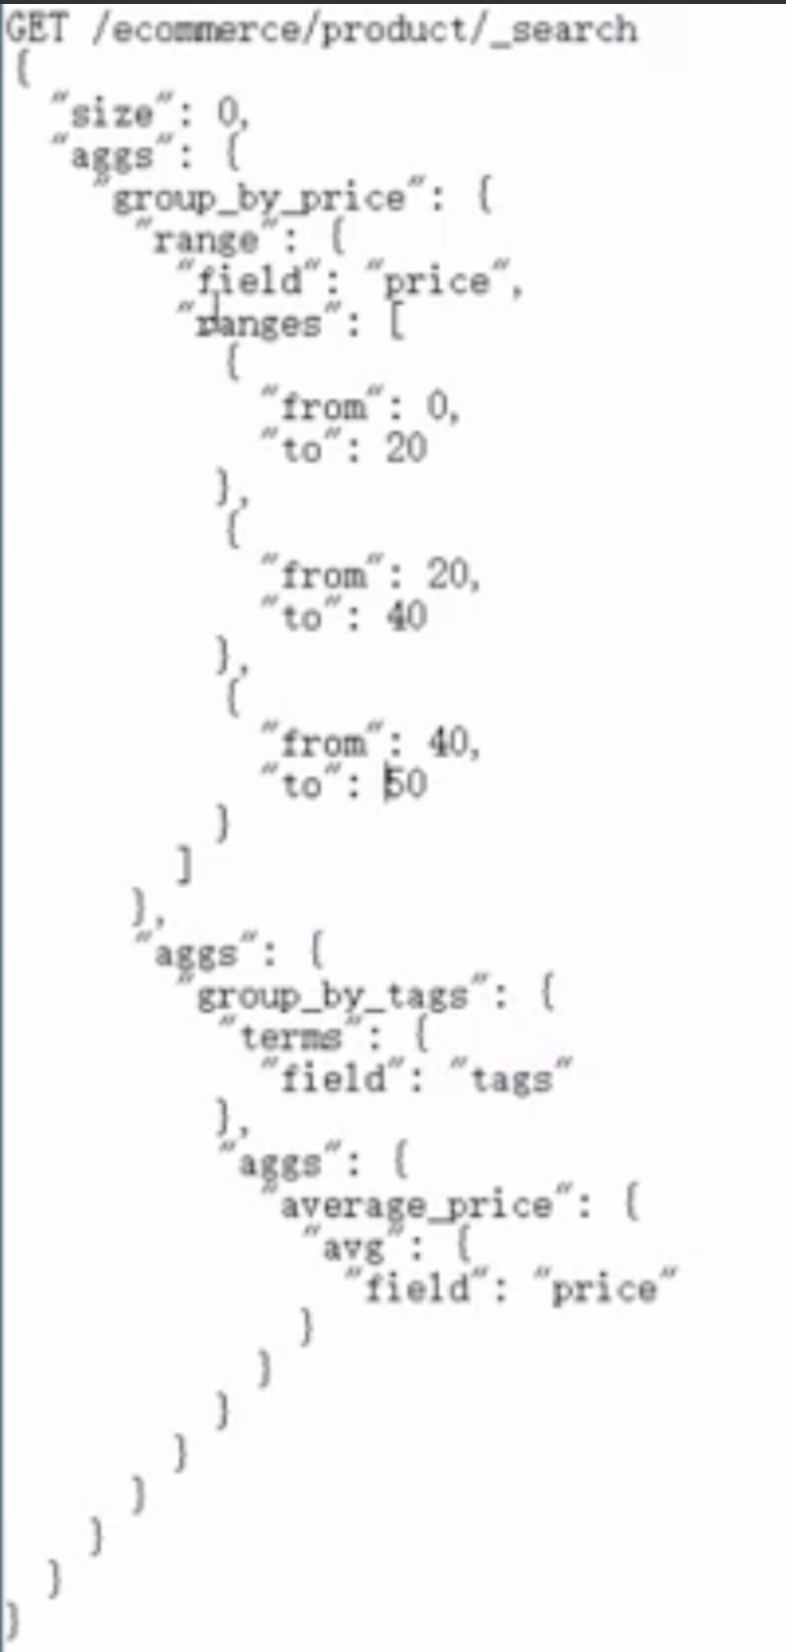 GET /ecommerce/product/_search
{
  "size": 0,
  "aggs": {
    "group_by_price": {
      "range": {
        "field": "price",
        "ranges": [
          {
            "from": 0,
            "to": 20
          },
          {
            "from": 20,
            "to": 40
          },
          {
            "from": 40,
            "to": 50
          }
        ]
      },
      "aggs": {
        "group_by_tags": {
          "terms": {
            "field": "tags"
          },
          "aggs": {
            "average_price": {
              "avg": {
                "field": "price"
              }
            }
          }
        }
      }
    }
  }
}